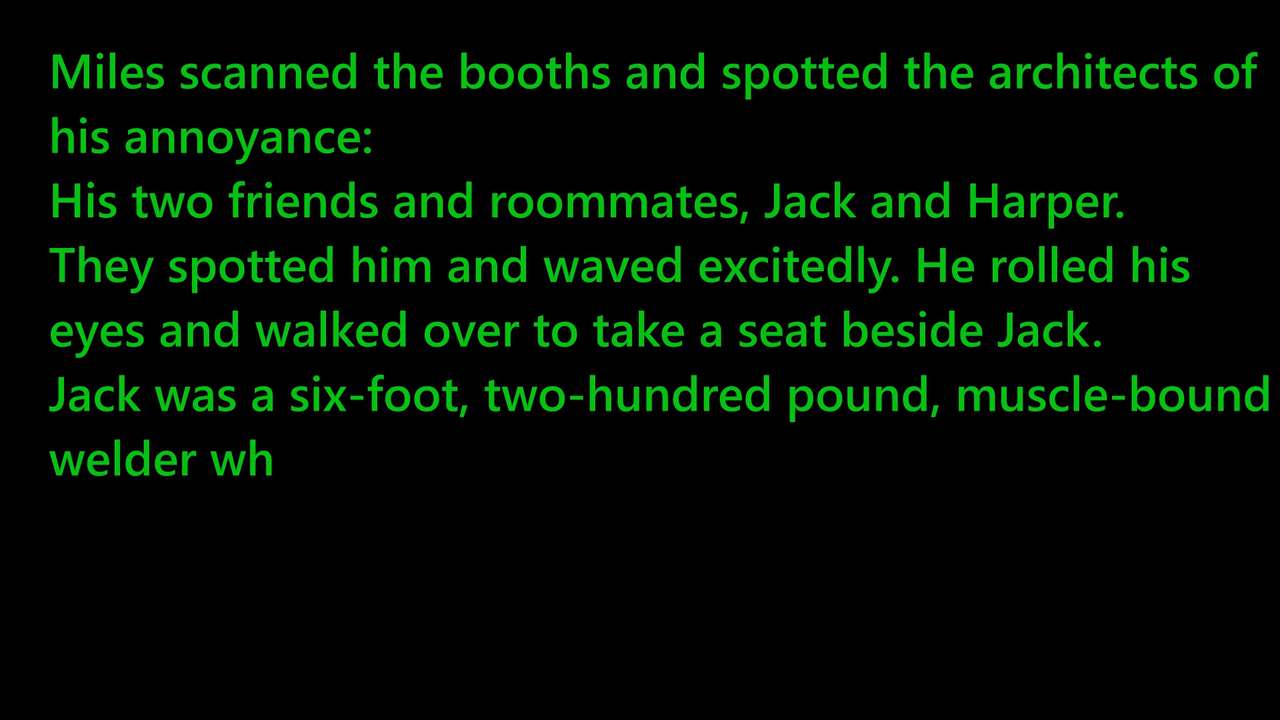 Miles scanned the booths and spotted the architects of
his annoyance:
His two friends and roommates, Jack and Harper.
They spotted him and waved excitedly. He rolled his
eyes and walked over to take a seat beside Jack.
Jack was a six-foot, two-hundred pound, muscle-bound
welder wh